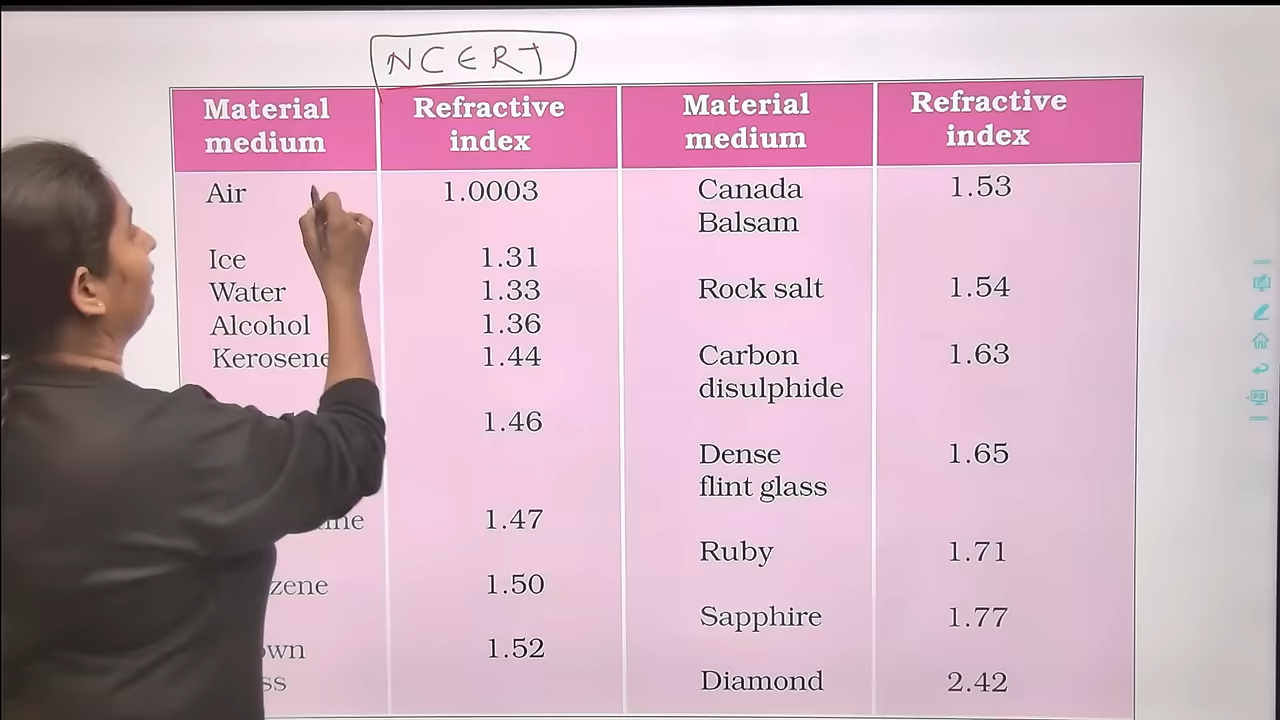 NCERT
Material medium
Refractive index
Material medium
Refractive index
Air 1.0003
Ice 1.31
Water 1.33
Alcohol 1.36
Kerosene 1.44
1.46
1.47
1.50
1.52
Canada Balsam 1.53
Rock salt 1.54
Carbon disulphide 1.63
Dense flint glass 1.65
Ruby 1.71
Sapphire 1.77
Diamond 2.42